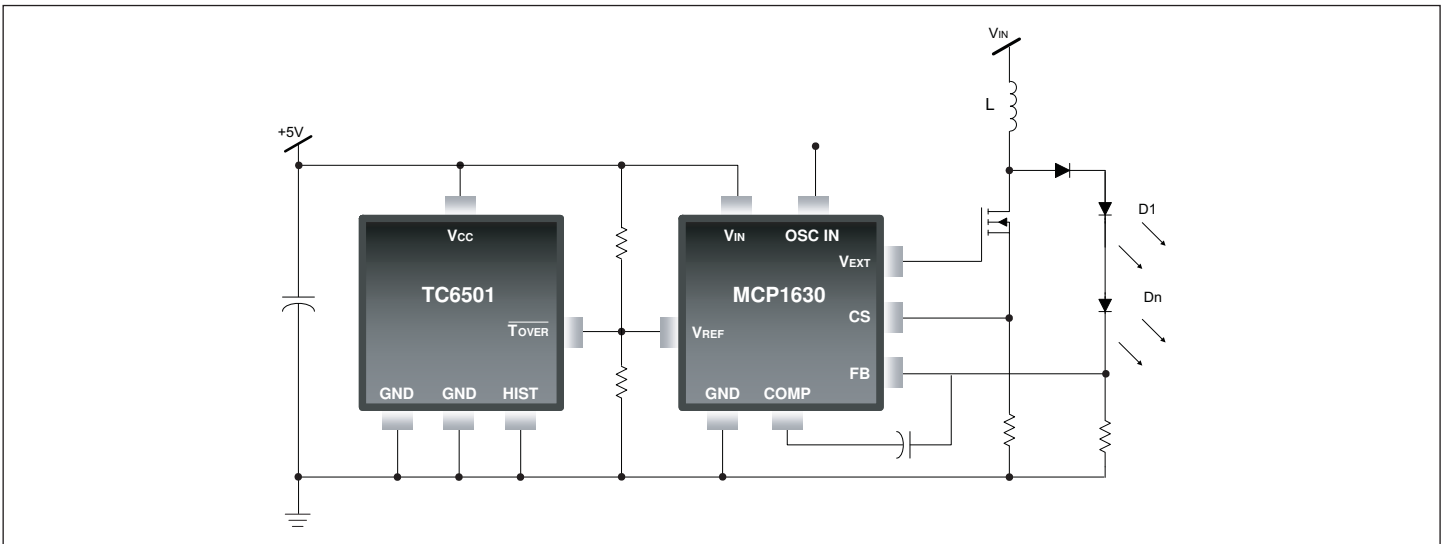 VIN
L
+5V
D1
Dn
VCC
TC6501
TOVER
GND GND HIST
VIN OSC IN
VEXT
MCP1630
CS
VREF
FB
GND COMP